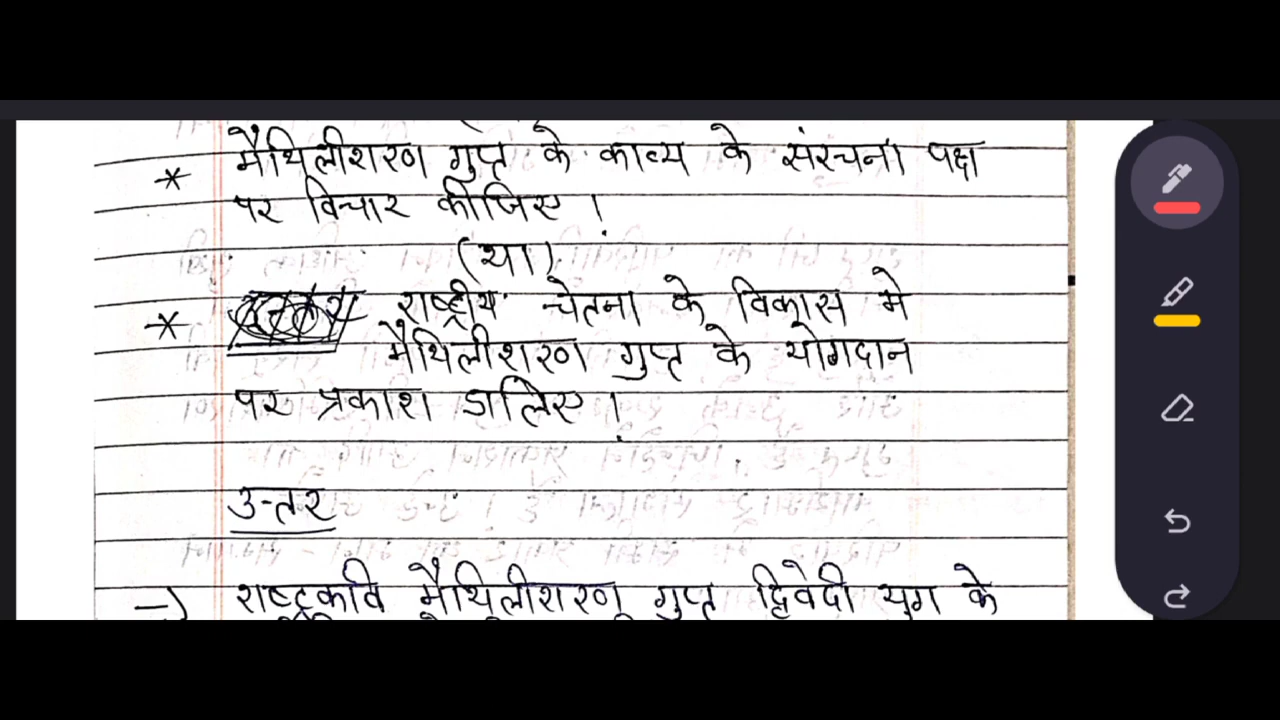 * मैथिलीशरण गुप्त के काव्य के संरचना पक्ष
पर विचार कीजिए।
(या)
* राष्ट्रीय चेतना के विकास मे
मैथिलीशरण गुप्त के योगदान
पर प्रकाश डालिए।
उत्तर
→ राष्ट्रकवि मैथिलीशरण गुप्त द्विवेदी युग के